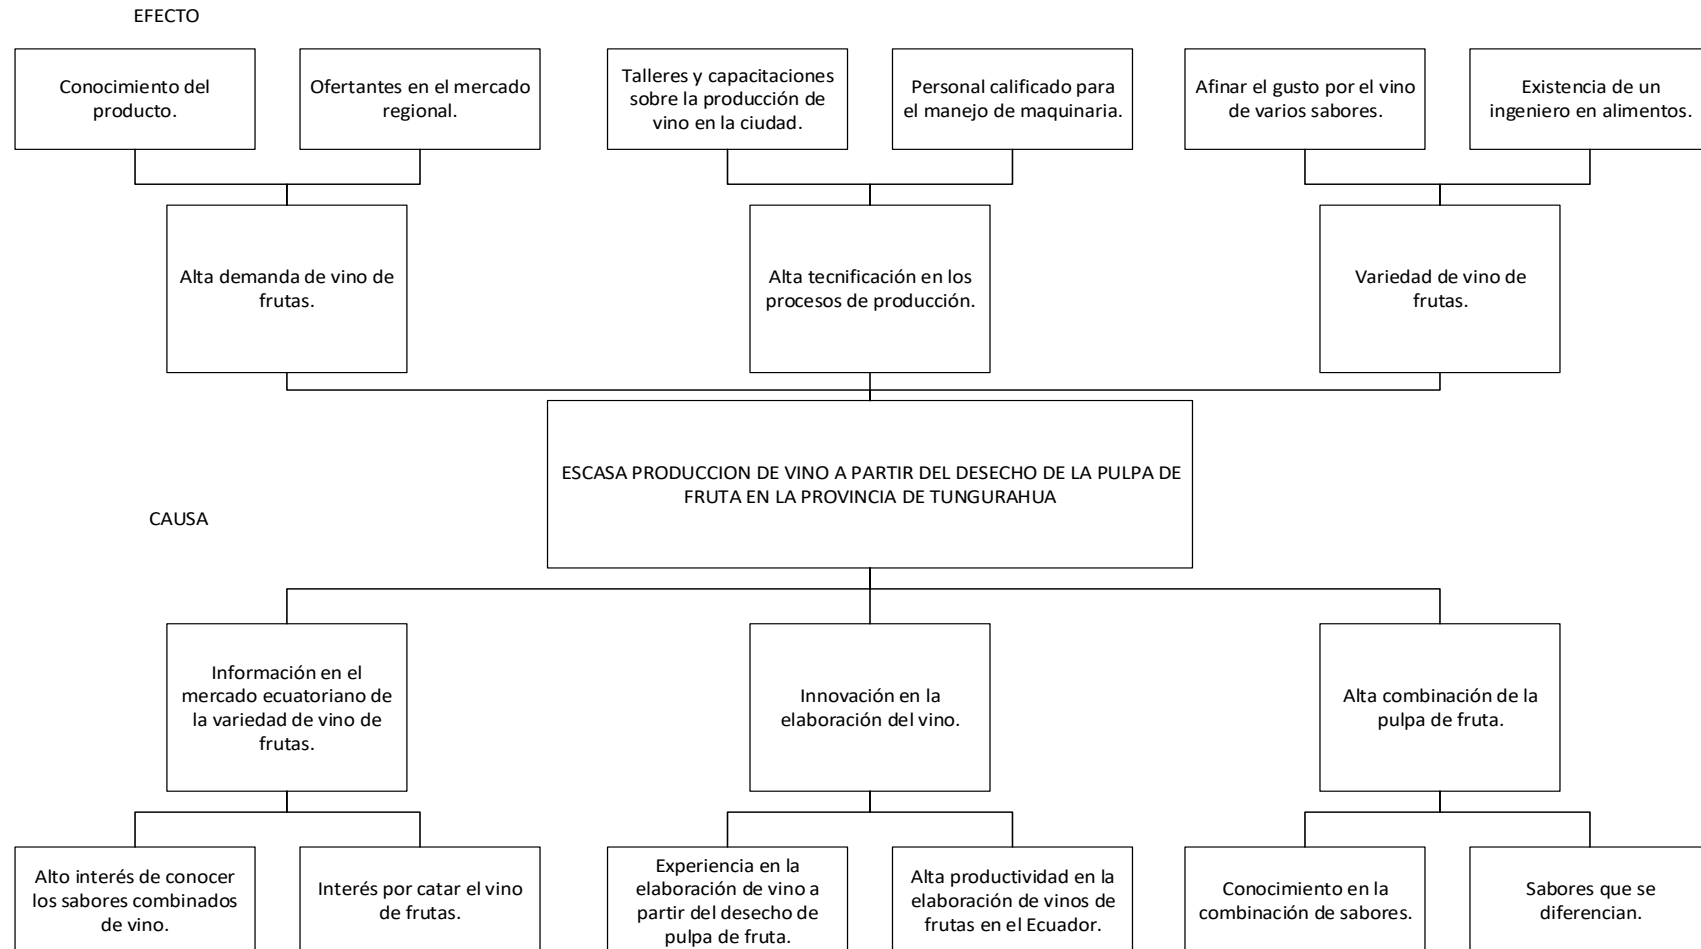 EFECTO
Conocimiento del
producto.
Ofertantes en el mercado
regional.
Talleres y capacitaciones
sobre la producción de
vino en la ciudad.
Personal calificado para
el manejo de maquinaria.
Afinar el gusto por el vino
de varios sabores.
Existencia de un
ingeniero en alimentos.
Alta demanda de vino de
frutas.
Alta tecnificación en los
procesos de producción.
Variedad de vino de
frutas.
ESCASA PRODUCCION DE VINO A PARTIR DEL DESECHO DE LA PULPA DE
FRUTA EN LA PROVINCIA DE TUNGURAHUA
CAUSA
Información en el
mercado ecuatoriano de
la variedad de vino de
frutas.
Innovación en la
elaboración del vino.
Alta combinación de la
pulpa de fruta.
Alto interés de conocer
los sabores combinados
de vino.
Interés por catar el vino
de frutas.
Experiencia en la
elaboración de vino a
partir del desecho de
pulpa de fruta.
Alta productividad en la
elaboración de vinos de
frutas en el Ecuador.
Conocimiento en la
combinación de sabores.
Sabores que se
diferencian.